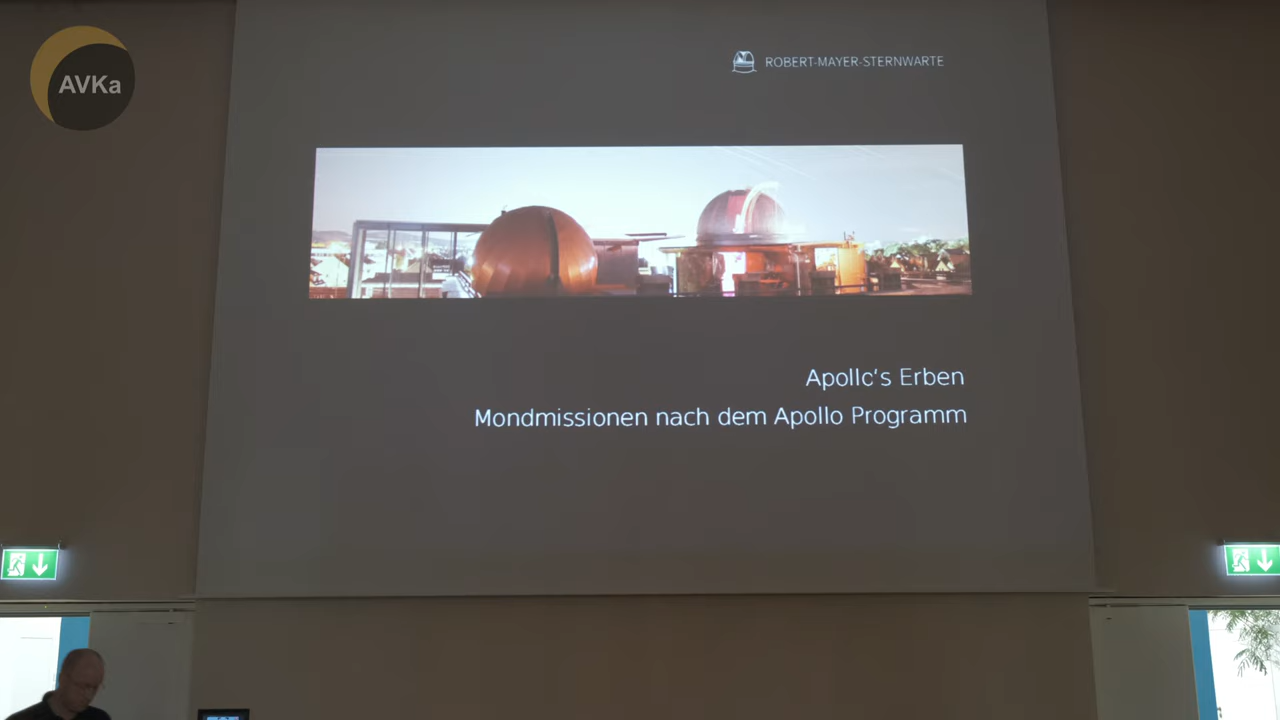 AVKa
ROBERT-MAYER-STERNWARTE
Apollo's Erben
Mondmissionen nach dem Apollo Programm